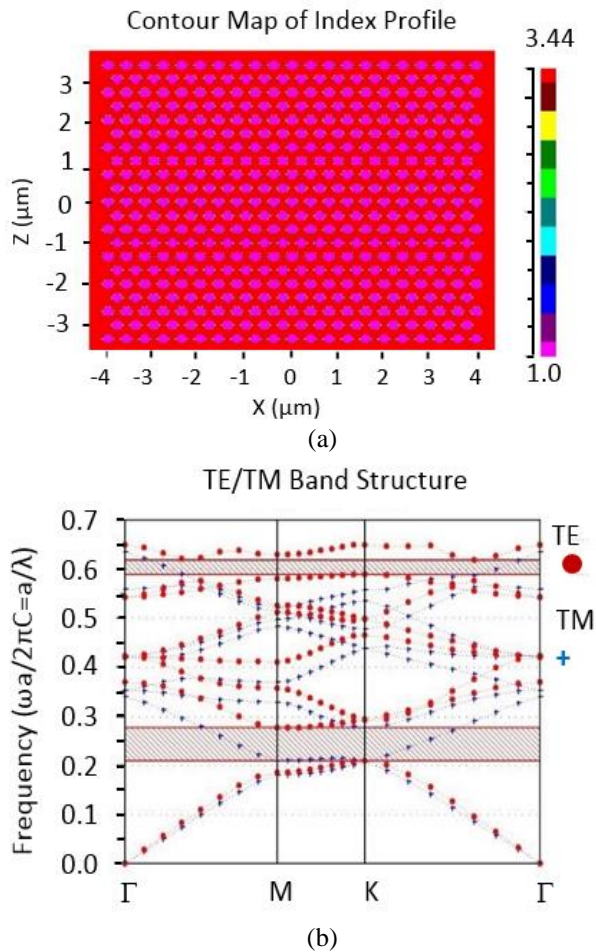 Contour Map of Index Profile
3.44
3
2
1
0
-1
-2
-3
Z (μm)
-4 -3 -2 -1 0 1 2 3 4
X (μm)
1.0
(a)
TE/TM Band Structure
0.7
0.6
0.5
0.4
0.3
0.2
0.1
0.0
Frequency (ωa/2πC=a/λ)
TE
TM
Γ M K Γ
(b)